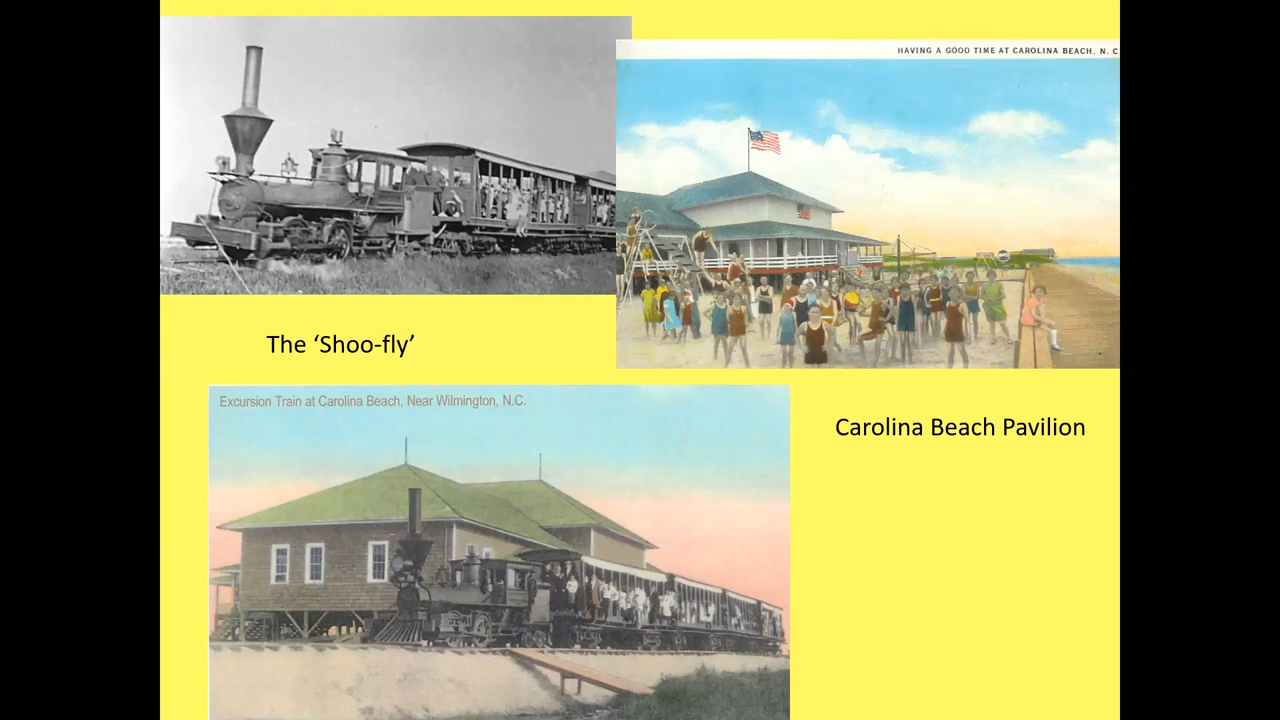 HAVING A GOOD TIME AT CAROLINA BEACH, N. C
The ‘Shoo-fly’
Excursion Train at Carolina Beach, Near Wilmington, N.C.
Carolina Beach Pavilion